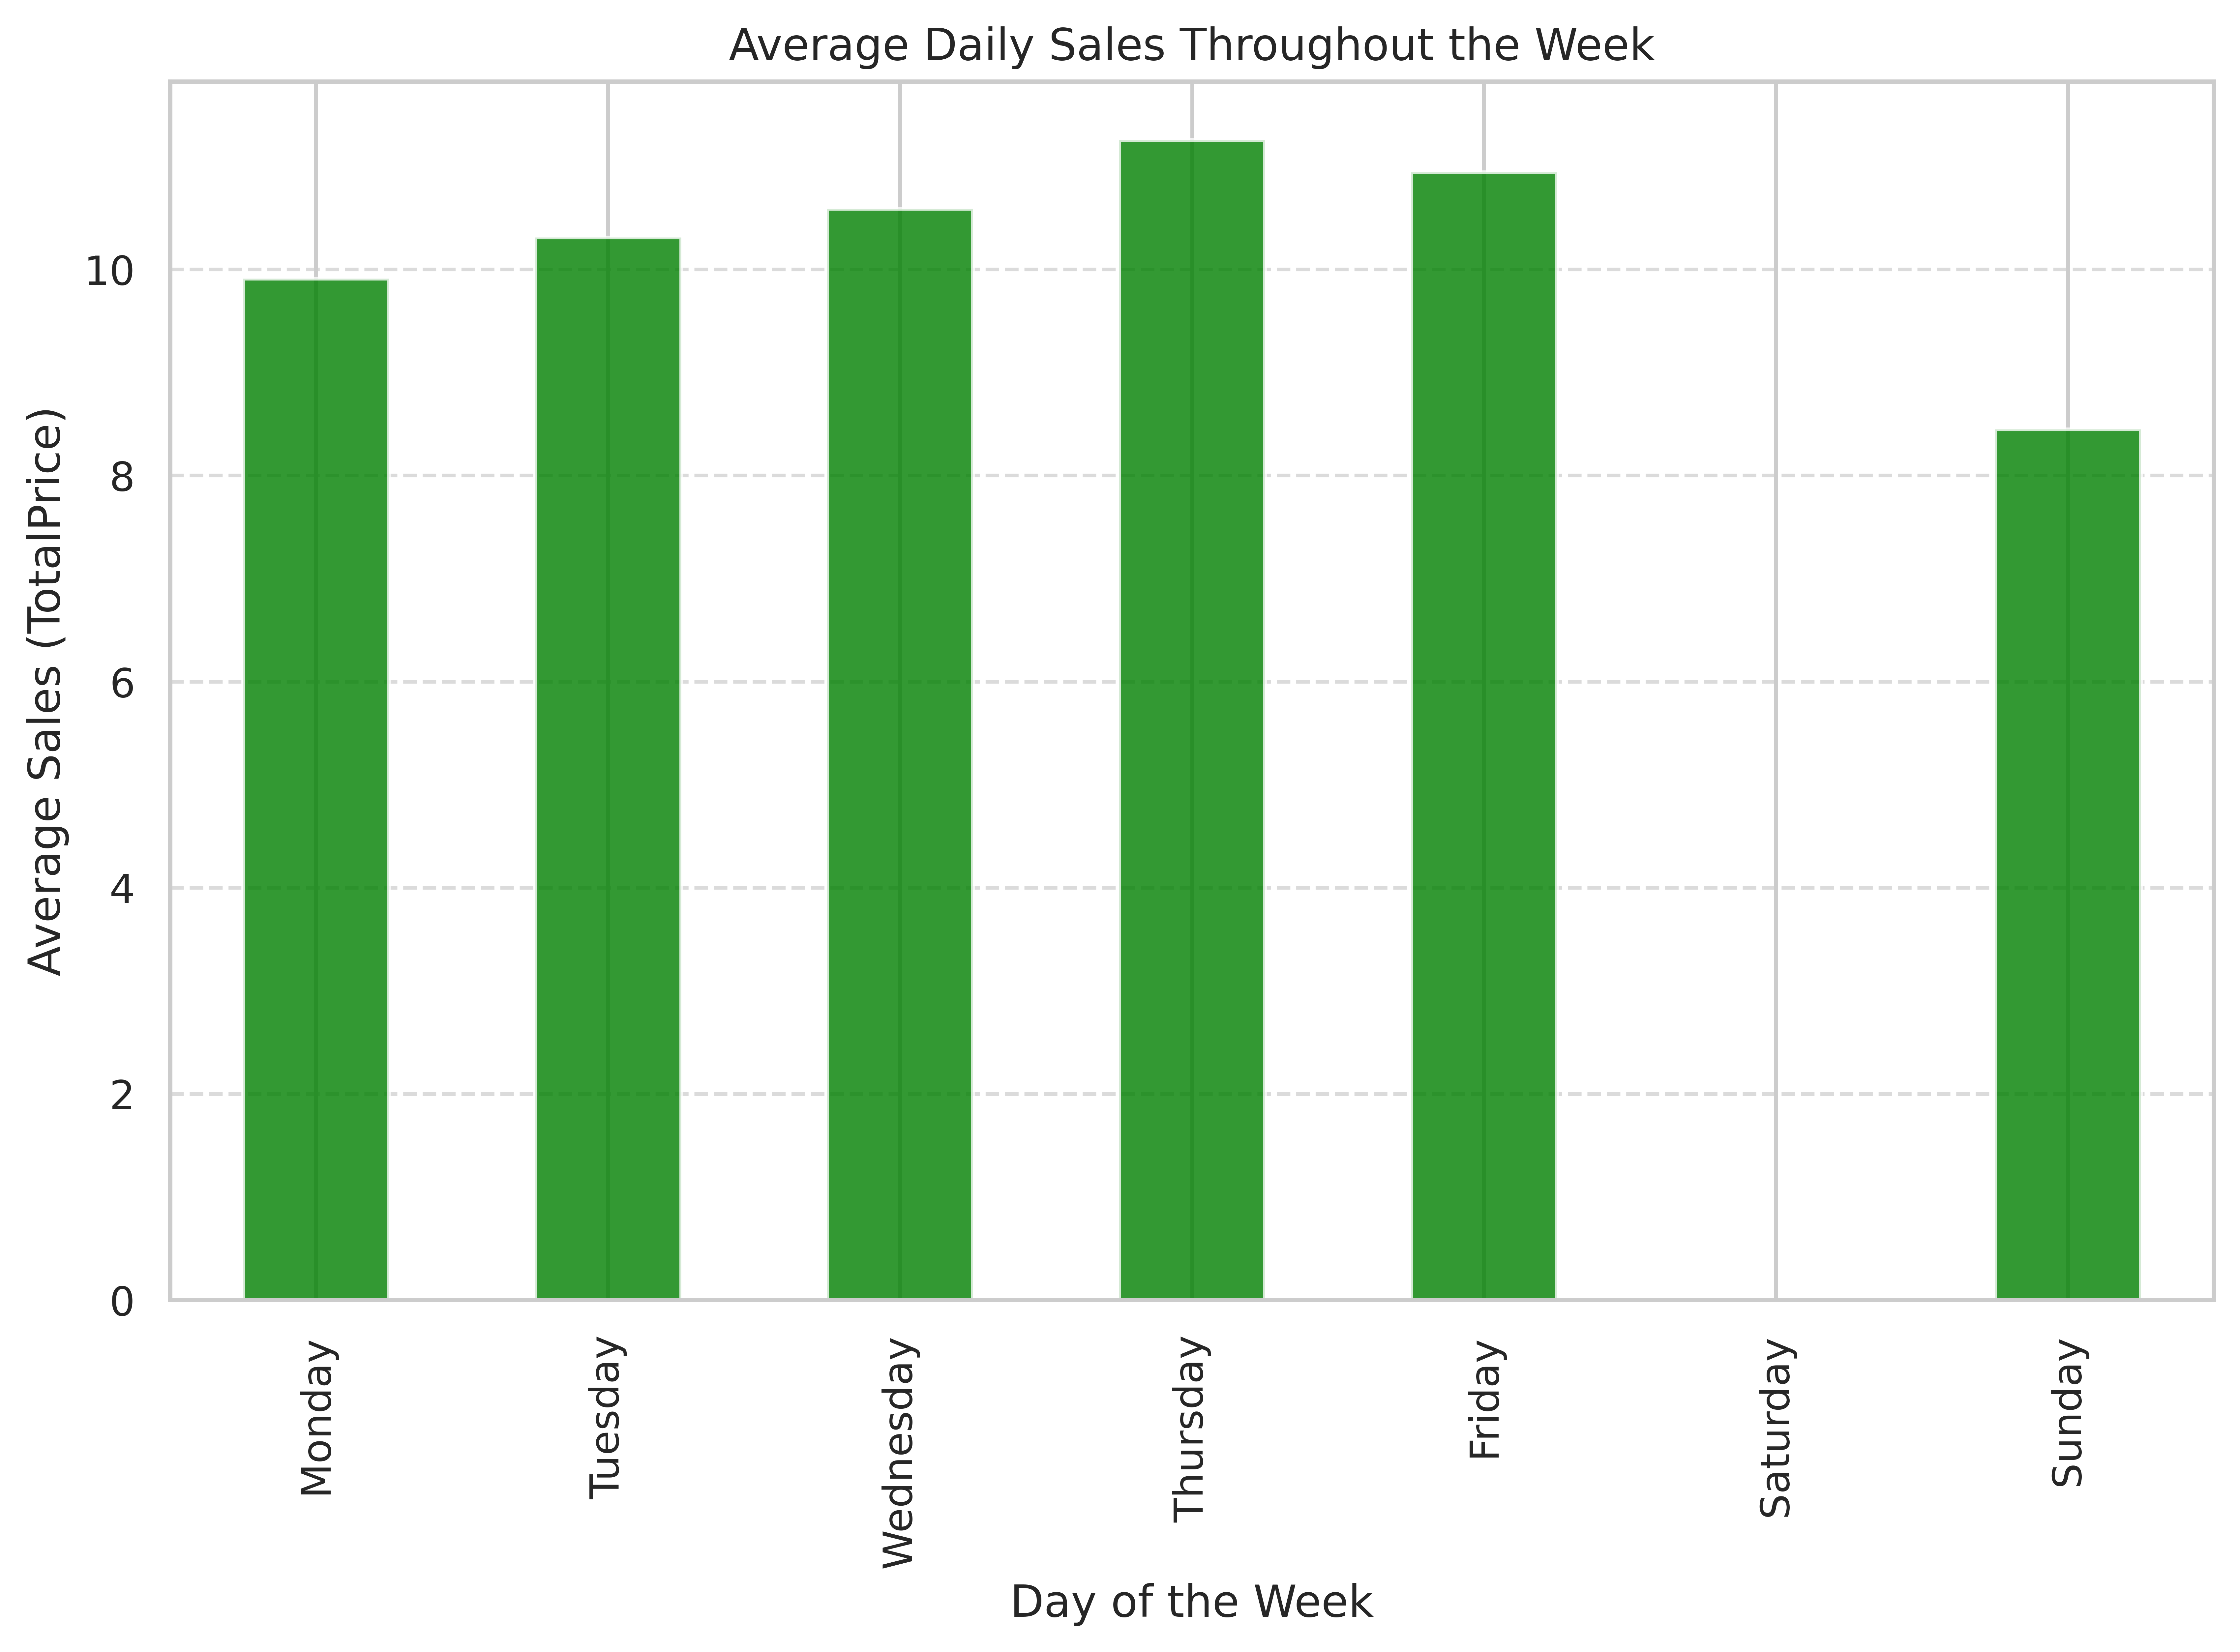 Average Daily Sales Throughout the Week
Average Sales (TotalPrice)
10
8
6
4
2
0
Monday
Tuesday
Wednesday
Thursday
Friday
Saturday
Sunday
Day of the Week